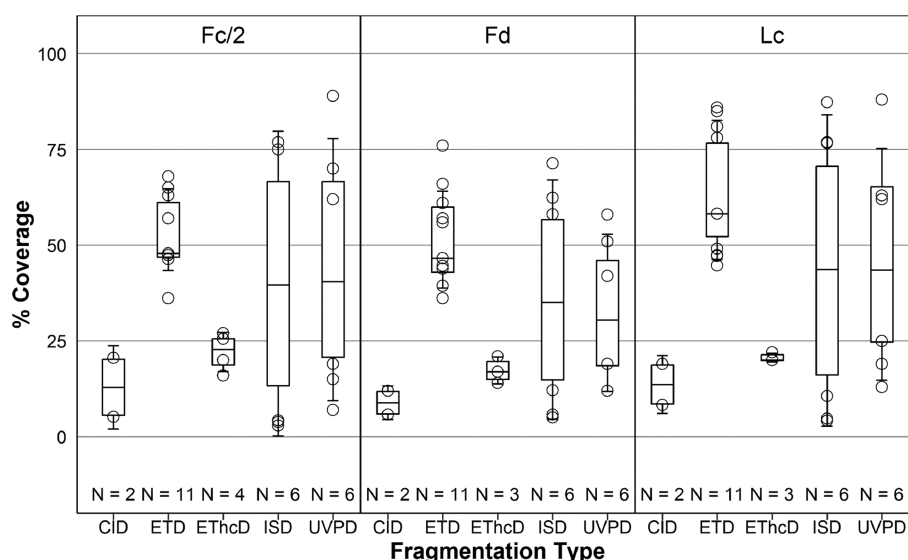 Fc/2 Fd Lc
100
75
50
25
0
% Coverage
N = 2 N = 11 N = 4 N = 6 N = 6 N = 2 N = 11 N = 3 N = 6 N = 6 N = 2 N = 11 N = 3 N = 6 N = 6
CID ETD EThcD ISD UVPD CID ETD EThcD ISD UVPD CID ETD EThcD ISD UVPD
Fragmentation Type